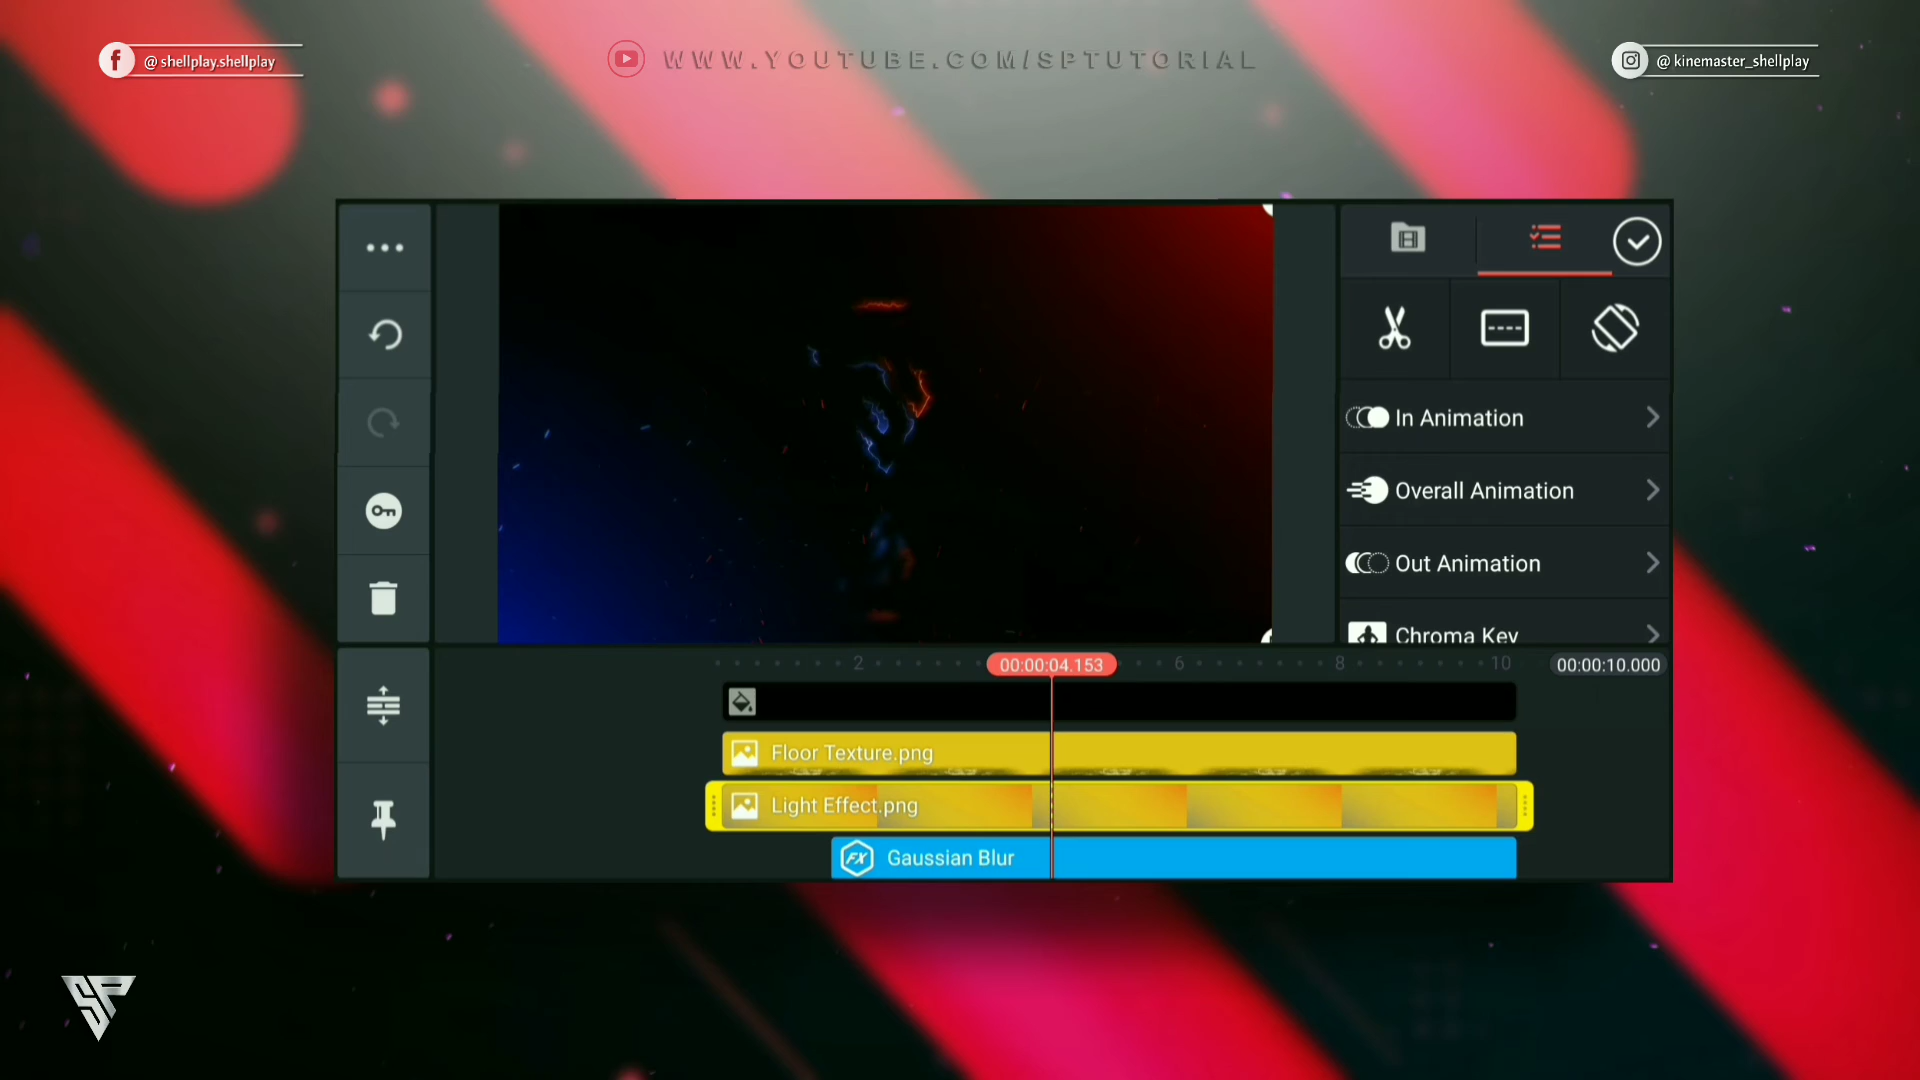 @ shellplay.shellplay
WWW.YOUTUBE.COM/SPTUTORIAL
@ kinemaster_shellplay
In Animation
Overall Animation
Out Animation
Chroma Key
2
00:00:04.153
6
8
10
00:00:10.000
Floor Texture.png
Light Effect.png
FX
Gaussian Blur
SP